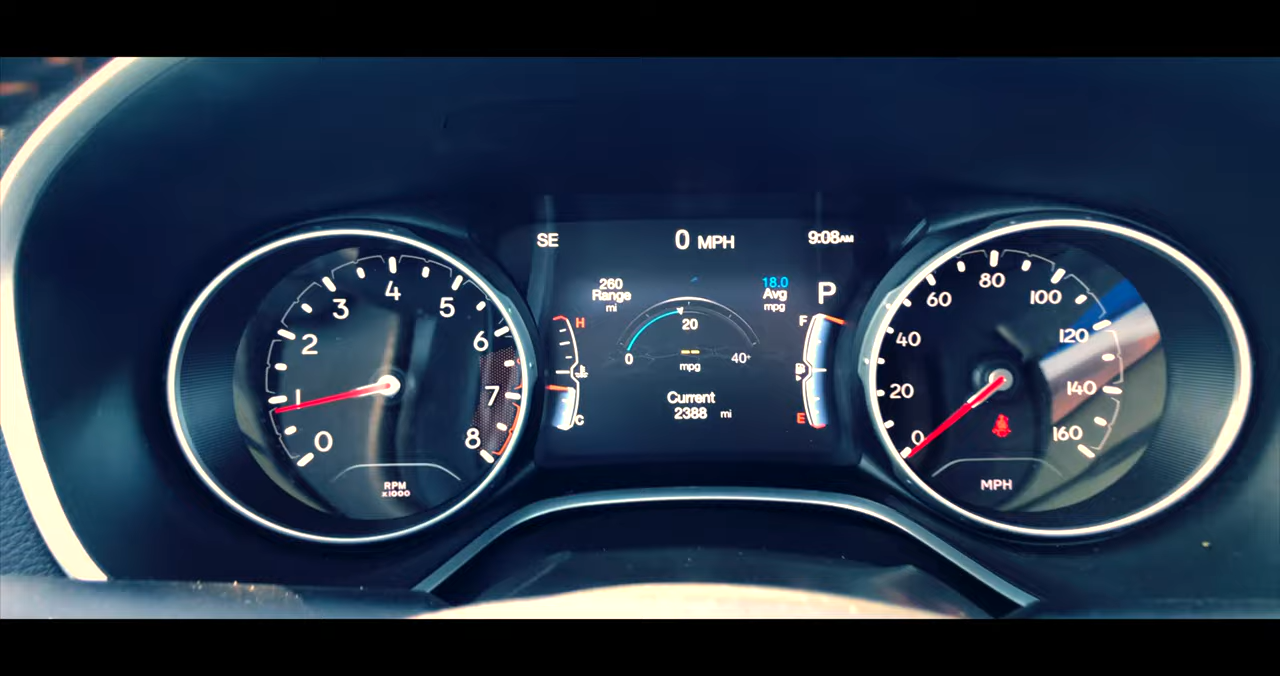 SE
0 MPH
9:08AM
260
Range
mi
18.0
Avg
mpg
P
20
0
40+
mpg
Current
2388 mi
H
C
F
E
0
1
2
3
4
5
6
7
8
RPM
x1000
0
20
40
60
80
100
120
140
160
MPH